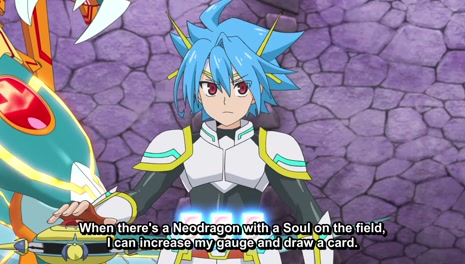 When there's a Neodragon with a Soul on the field,
I can increase my gauge and draw a card.